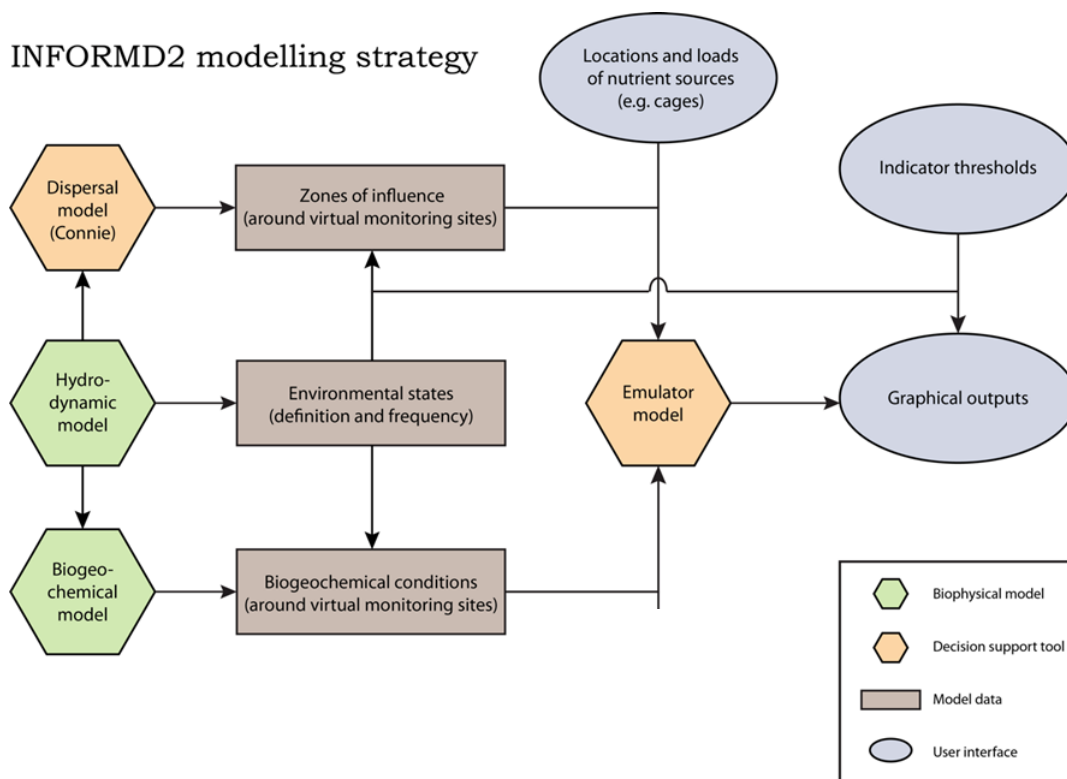 INFORMD2 modelling strategy
Locations and loads
of nutrient sources
(e.g. cages)
Indicator thresholds
Dispersal
model
(Connie)
Zones of influence
(around virtual monitoring sites)
Hydro-
dynamic
model
Environmental states
(definition and frequency)
Emulator
model
Graphical outputs
Biogeo-
chemical
model
Biogeochemical conditions
(around virtual monitoring sites)
Biophysical model
Decision support tool
Model data
User interface